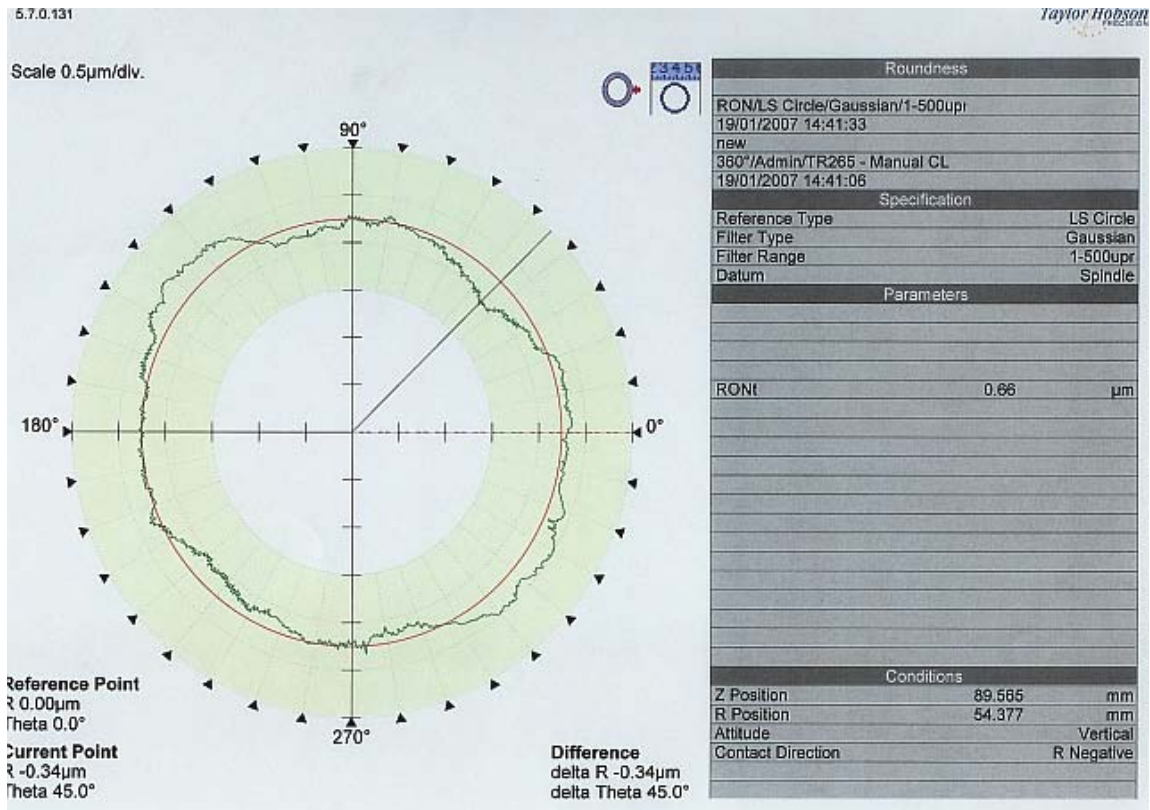 5.7.0.131
Taylor Hobson
PRECISION
Scale 0.5µm/div.
90°
180°
0°
270°
Reference Point
R 0.00µm
Theta 0.0°
Current Point
R -0.34µm
Theta 45.0°
Difference
delta R -0.34µm
delta Theta 45.0°
Roundness
RON/LS Circle/Gaussian/1-500upr
19/01/2007 14:41:33
new
360°/Admin/TR265 - Manual CL
19/01/2007 14:41:06
Specification
Reference Type LS Circle
Filter Type Gaussian
Filter Range 1-500upr
Datum Spindle
Parameters
RONt 0.66 µm
Conditions
Z Position 89.565 mm
R Position 54.377 mm
Attitude Vertical
Contact Direction R Negative